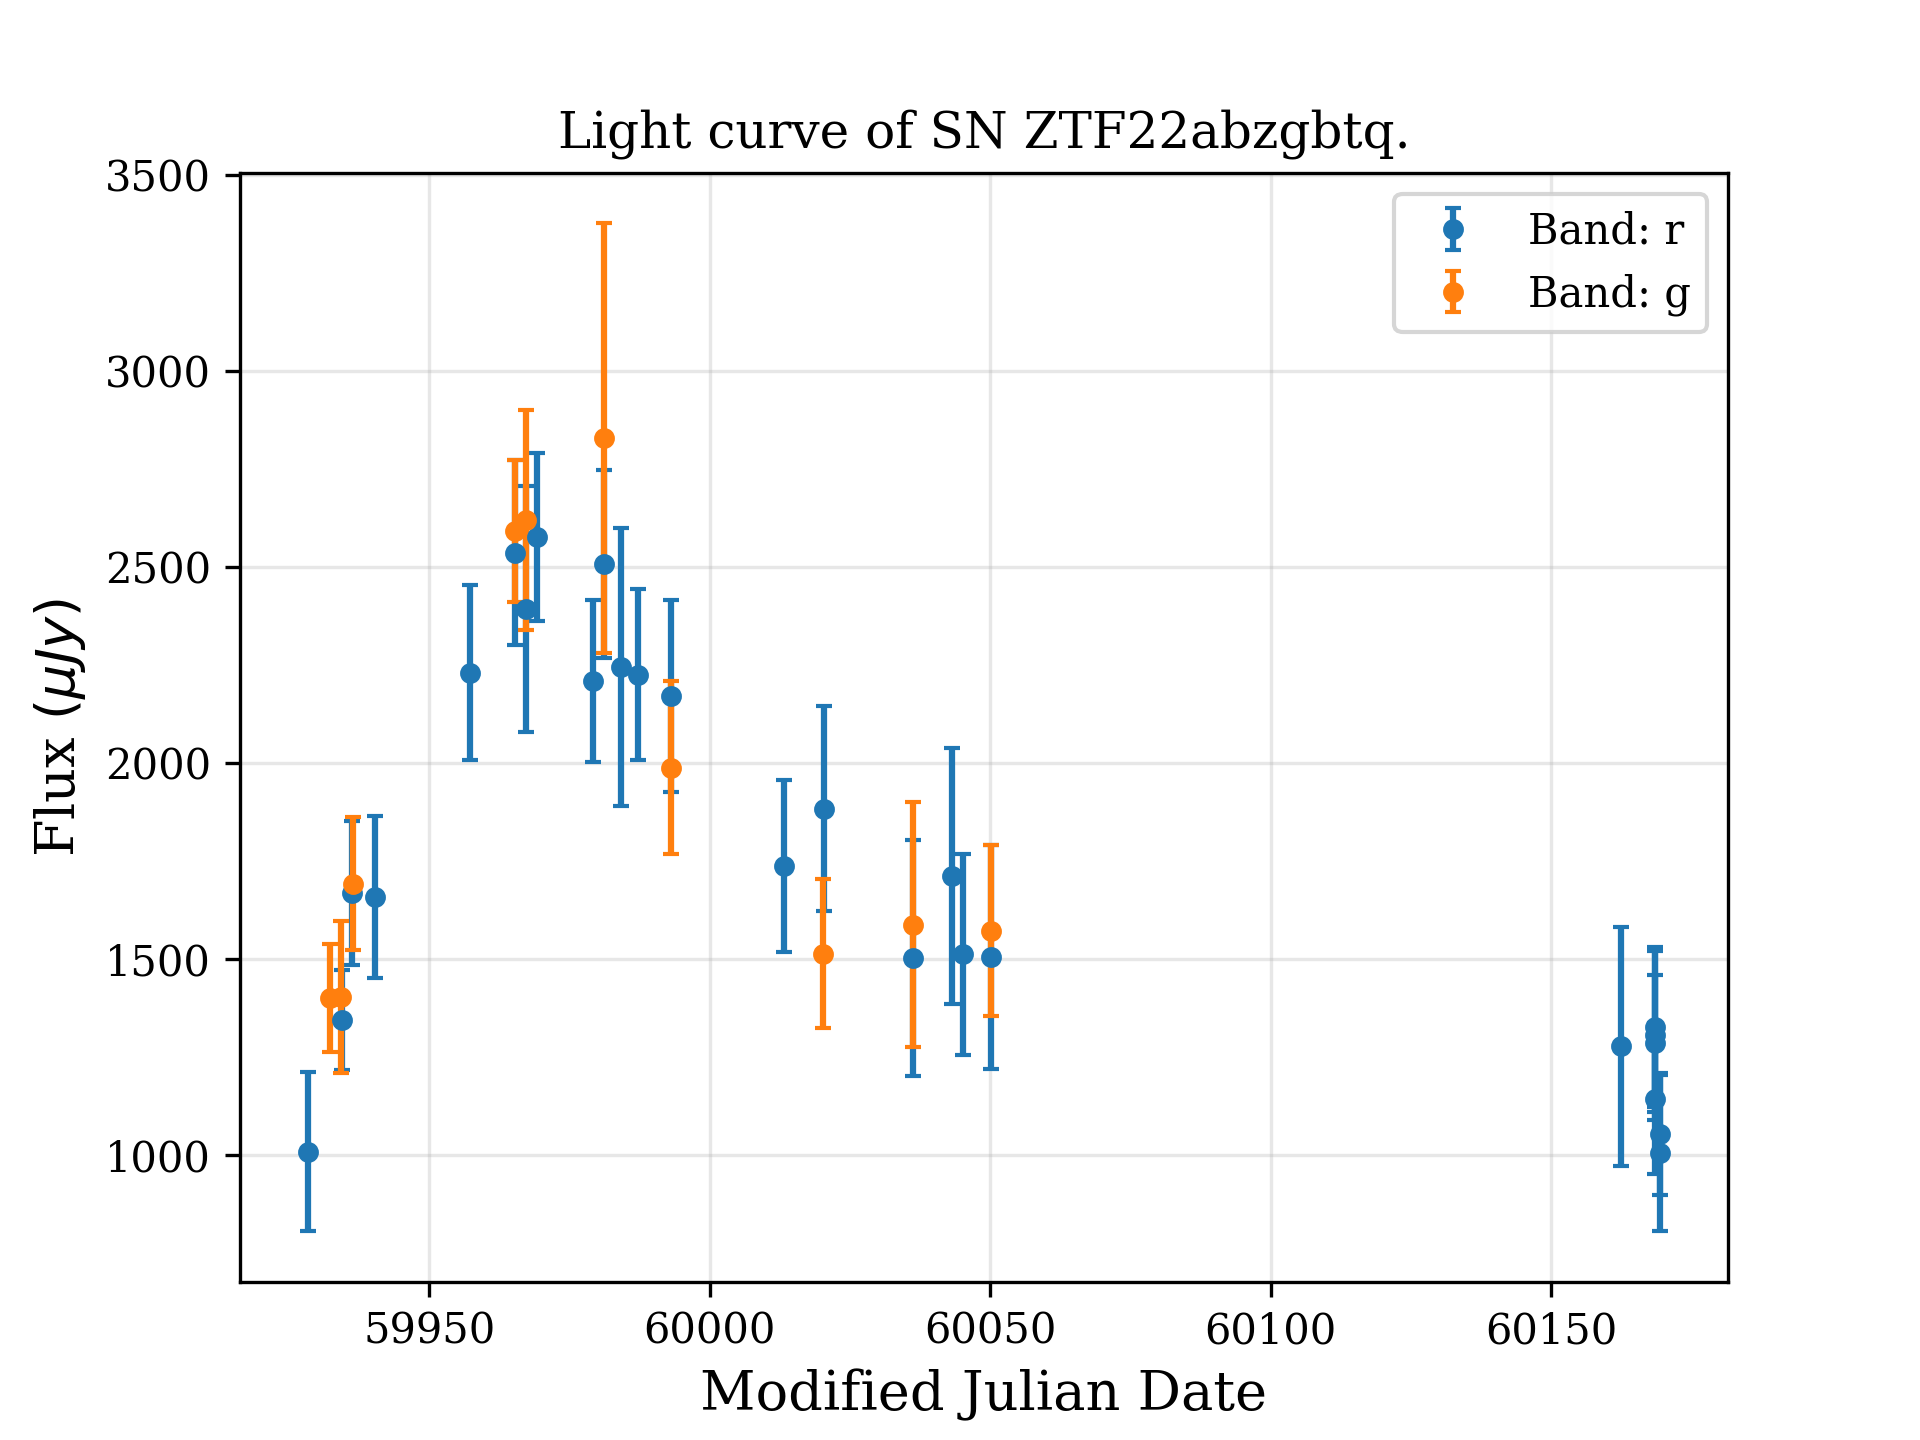 Light curve of SN ZTF22abzgbtq.
3500
3000
2500
2000
1500
1000
Flux (μJy)
Band: r
Band: g
59950 60000 60050 60100 60150
Modified Julian Date